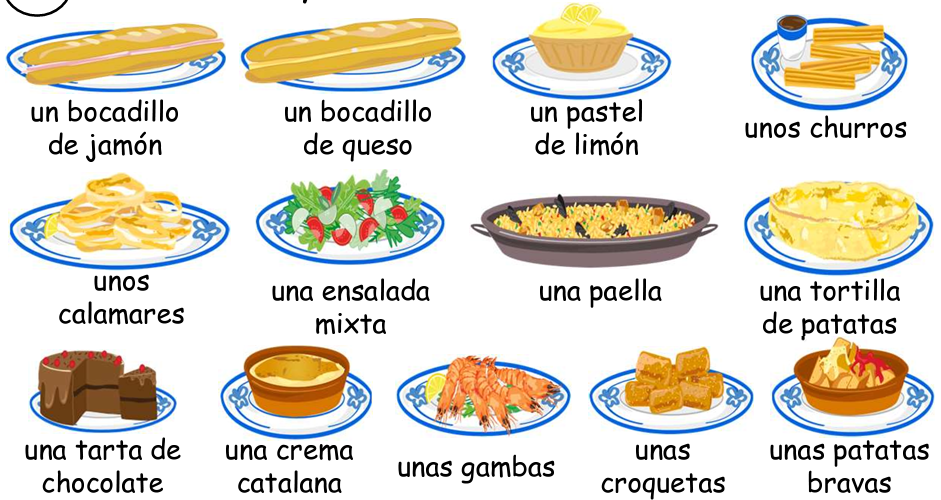 un bocadillo
de jamón
un bocadillo
de queso
un pastel
de limón
unos churros
unos
calamares
una ensalada
mixta
una paella
una tortilla
de patatas
una tarta de
chocolate
una crema
catalana
unas gambas
unas
croquetas
unas patatas
bravas